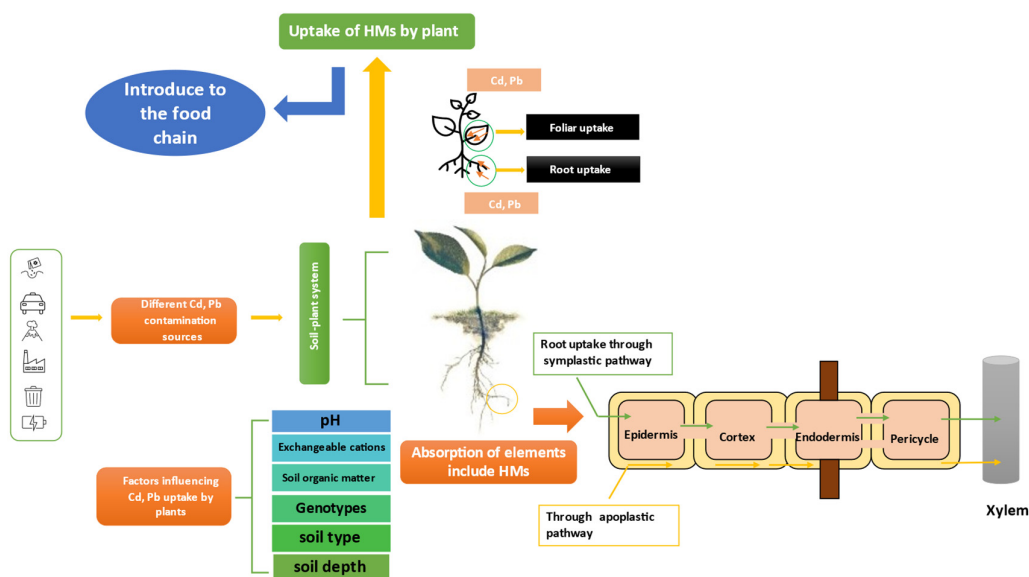 Uptake of HMs by plant
Introduce to
the food
chain
Cd, Pb
Foliar uptake
Root uptake
Cd, Pb
Different Cd, Pb
contamination
sources
Soil-plant system
Root uptake through
symplastic pathway
Epidermis
Cortex
Endodermis
Pericycle
Absorption of elements
include HMs
Through apoplastic
pathway
Xylem
Factors influencing
Cd, Pb uptake by
plants
pH
Exchangeable cations
Soil organic matter
Genotypes
soil type
soil depth